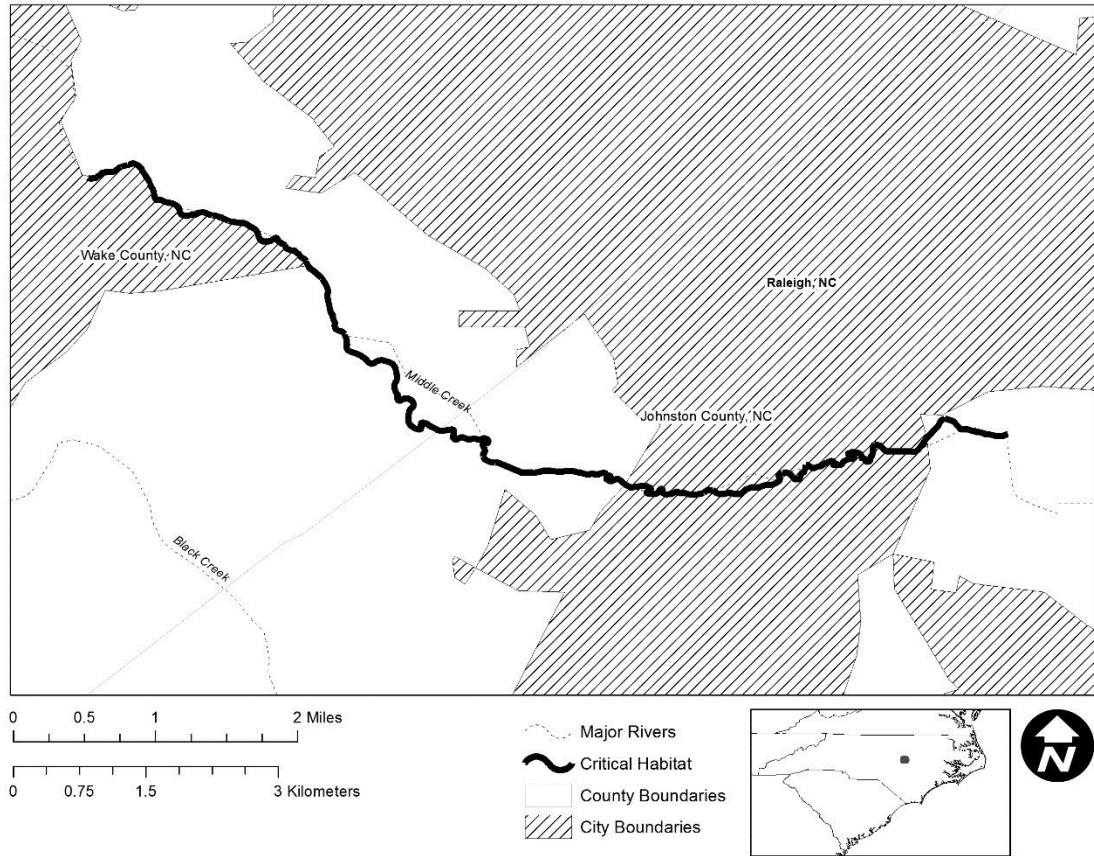 Wake County, NC
Raleigh, NC
Middle Creek
Johnston County, NC
Black Creek
0 0.5 1 2 Miles
0 0.75 1.5 3 Kilometers
Major Rivers
Critical Habitat
County Boundaries
City Boundaries
N